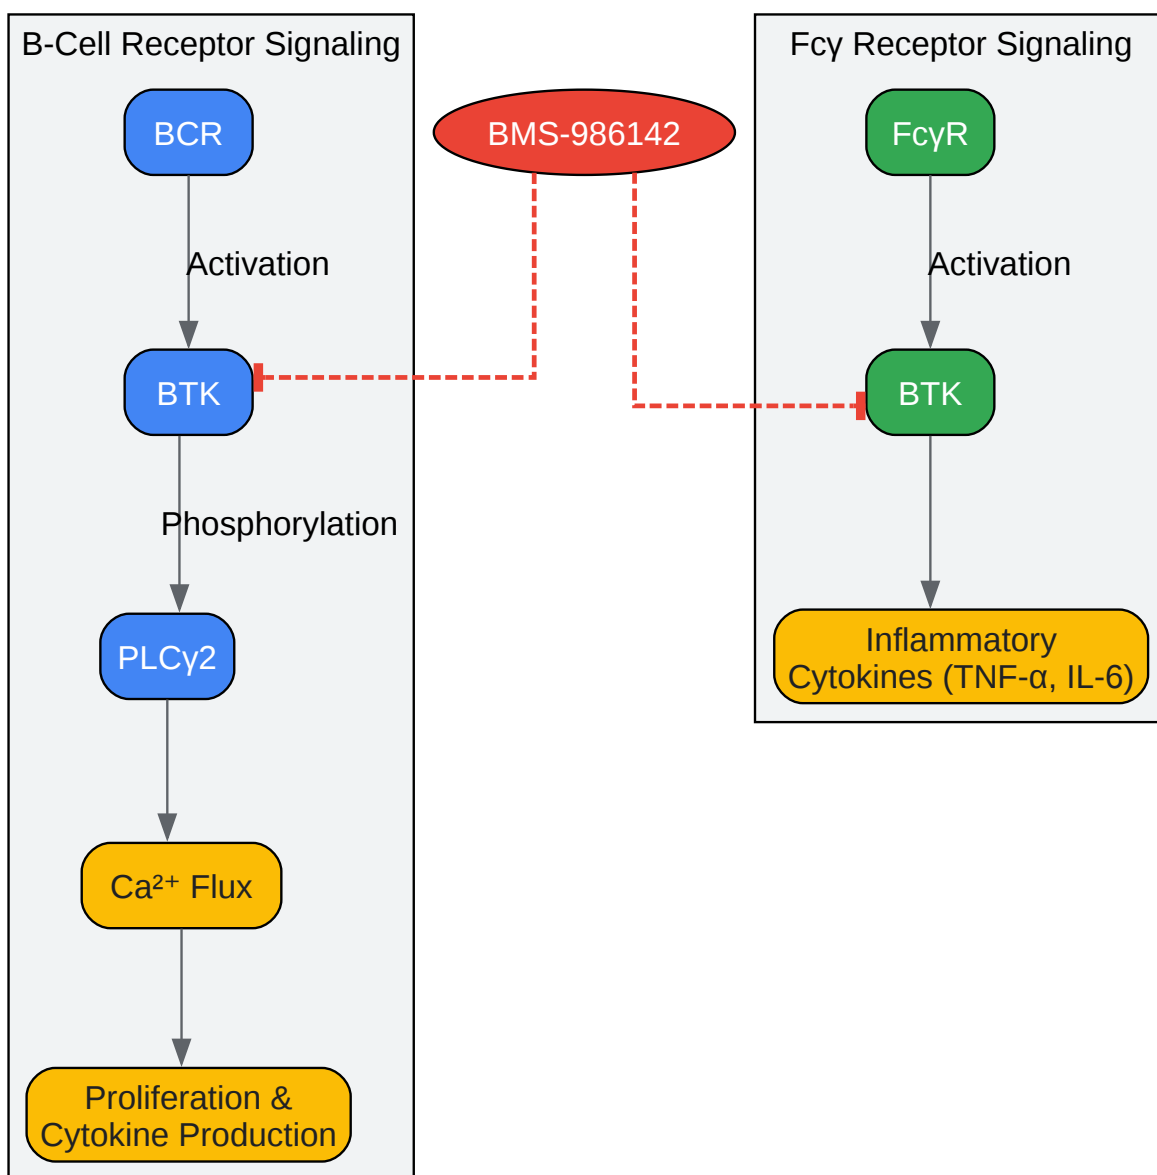 B-Cell Receptor Signaling
BCR
Activation
BTK
Phosphorylation
PLCγ2
Ca²⁺ Flux
Proliferation &
Cytokine Production
BMS-986142
Fcγ Receptor Signaling
FcγR
Activation
BTK
Inflammatory
Cytokines (TNF-α, IL-6)